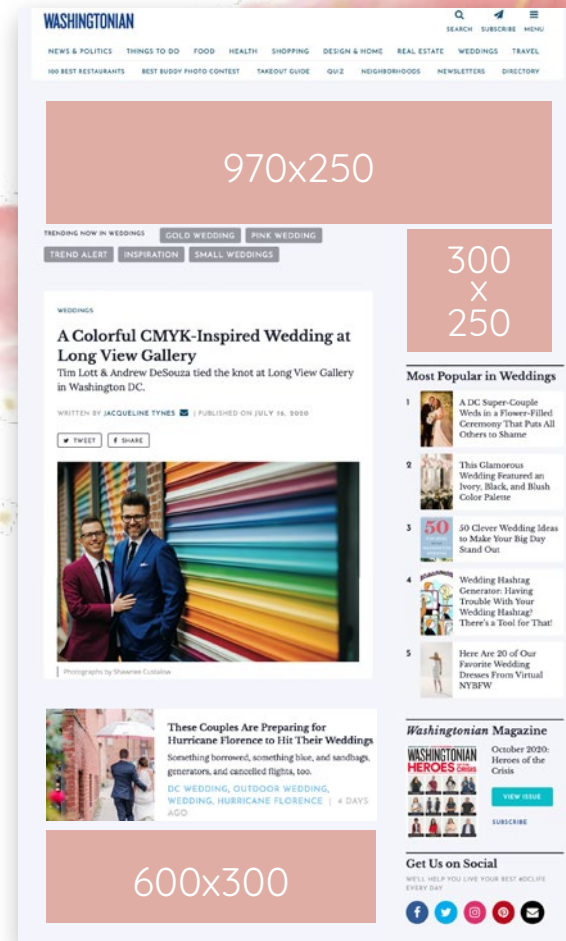 WASHINGTONIAN
SEARCH SUBSCRIBE MENU
NEWS & POLITICS THINGS TO DO FOOD HEALTH SHOPPING DESIGN & HOME REAL ESTATE WEDDINGS TRAVEL
100 BEST RESTAURANTS BEST BUDDY PHOTO CONTEST TAKEOUT GUIDE QUIZ NEIGHBORHOODS NEWSLETTERS DIRECTORY
970x250
TRENDING NOW IN WEDDINGS GOLD WEDDING PINK WEDDING
TREND ALERT INSPIRATION SMALL WEDDINGS
300
x
250
WEDDINGS
A Colorful CMYK-Inspired Wedding at
Long View Gallery
Tim Lott & Andrew DeSouza tied the knot at Long View Gallery
in Washington DC.
WRITTEN BY JACQUELINE TYNES | PUBLISHED ON JULY 16, 2020
TWEET SHARE
Photographs by Shawnee Custalow
Most Popular in Weddings
1
A DC Super-Couple
Weds in a Flower-Filled
Ceremony That Puts All
Others to Shame
2
This Glamorous
Wedding Featured an
Ivory, Black, and Blush
Color Palette
3
50
50 Clever Wedding Ideas
to Make Your Big Day
Stand Out
4
Wedding Hashtag
Generator: Having
Trouble With Your
Wedding Hashtag?
There's a Tool for That!
5
Here Are 20 of Our
Favorite Wedding
Dresses From Virtual
NYBFW
These Couples Are Preparing for
Hurricane Florence to Hit Their Weddings
Something borrowed, something blue, and sandbags,
generators, and cancelled flights, too.
DC WEDDING, OUTDOOR WEDDING,
WEDDING, HURRICANE FLORENCE | 4 DAYS
AGO
600x300
Washingtonian Magazine
WASHINGTONIAN
HEROES OF THE CRISIS
October 2020:
Heroes of the
Crisis
VIEW ISSUE
SUBSCRIBE
Get Us on Social
WE'LL HELP YOU LIVE YOUR BEST #DCLIFE
EVERY DAY